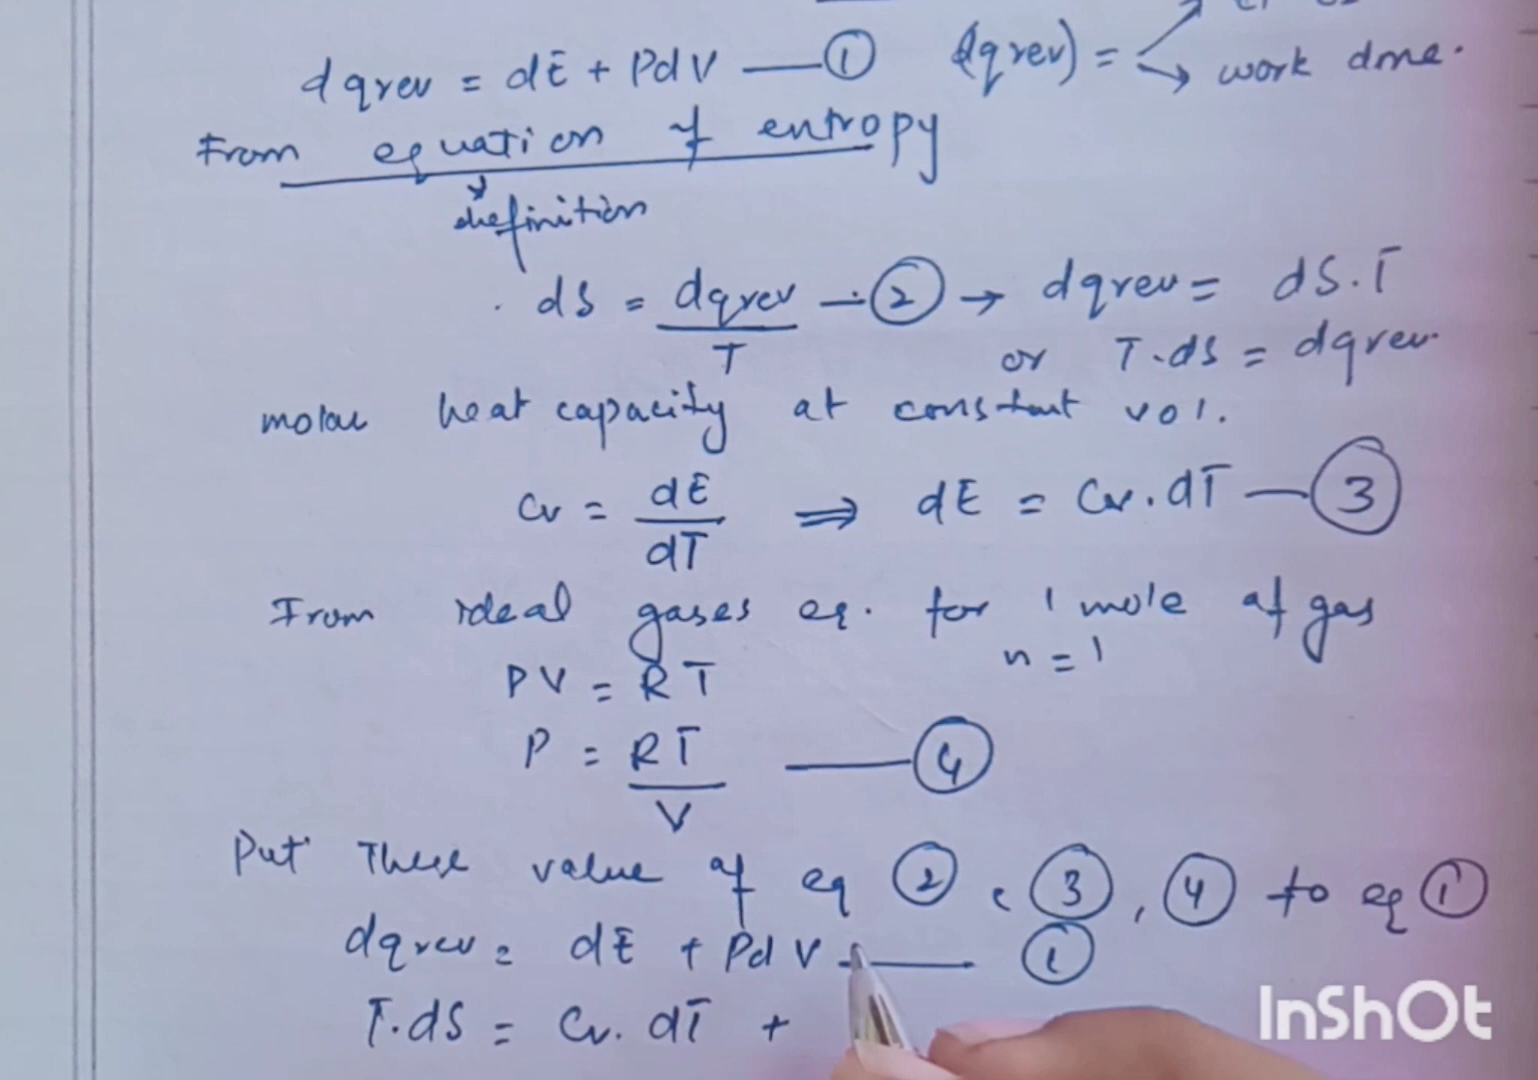 dqrev = dE + PdV — ① (dqrev) = → work done.
From equation of entropy
definition
dS = dqrev / T — ② → dqrev = dS.T
or T.ds = dqrev
molar heat capacity at constant vol.
Cv = dE / dT ⇒ dE = Cv.dT — ③
From ideal gases eq. for 1 mole of gas
n = 1
PV = RT
P = RT / V — ④
Put These value of eq ②, ③, ④ to eq ①
dqrev = dE + PdV — ①
T.dS = Cv.dT +
InShOt